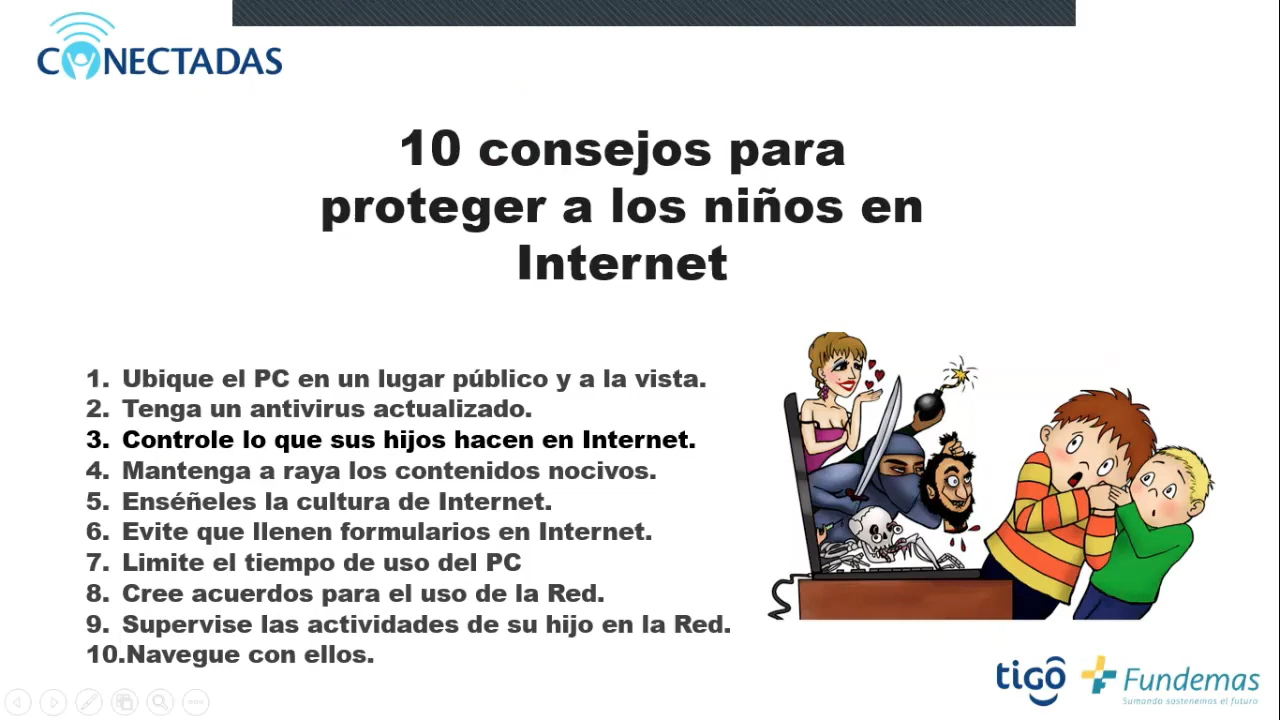 CONECTADAS
10 consejos para
proteger a los niños en
Internet
1. Ubique el PC en un lugar público y a la vista.
2. Tenga un antivirus actualizado.
3. Controle lo que sus hijos hacen en Internet.
4. Mantenga a raya los contenidos nocivos.
5. Enséñeles la cultura de Internet.
6. Evite que llenen formularios en Internet.
7. Limite el tiempo de uso del PC
8. Cree acuerdos para el uso de la Red.
9. Supervise las actividades de su hijo en la Red.
10.Navegue con ellos.
tigo Fundemas
Sumando sostenemos el futuro